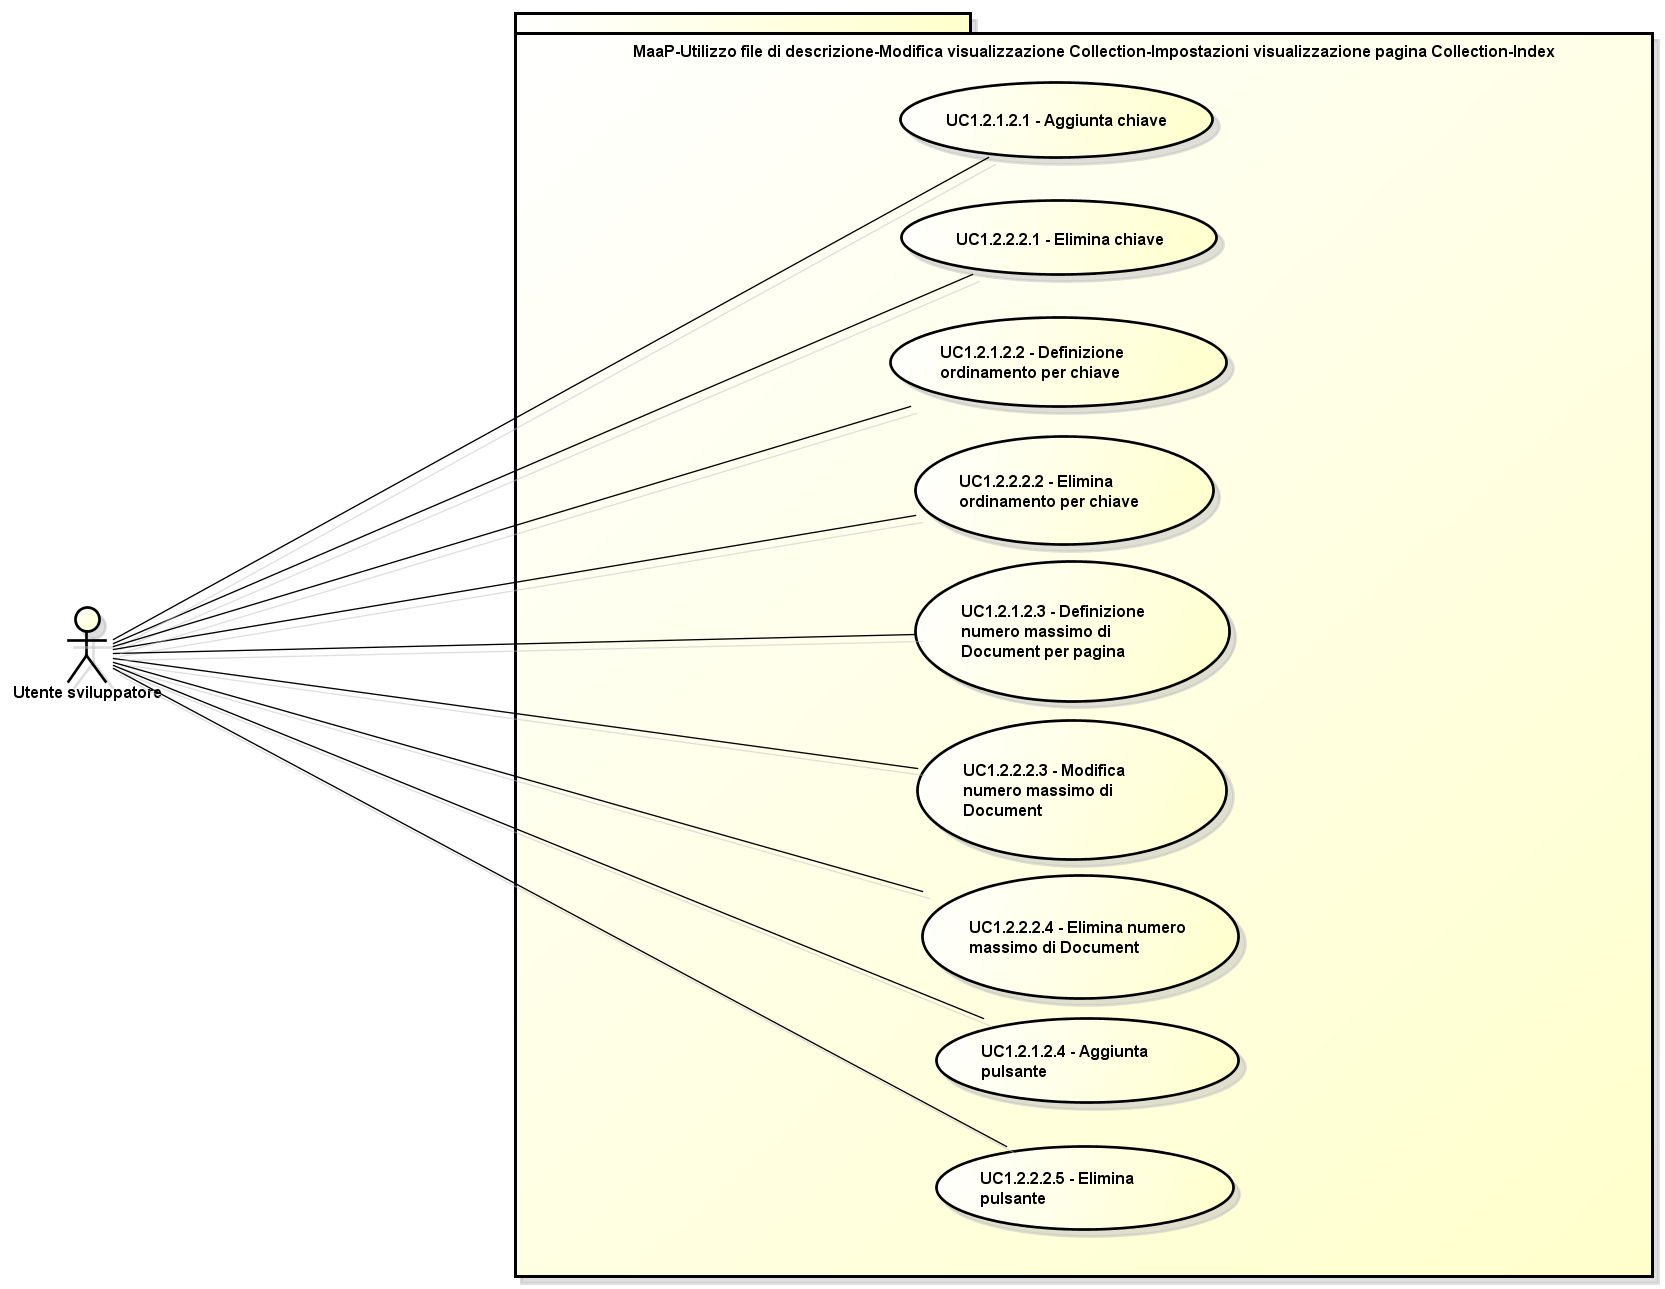 MaaP-Utilizzo file di descrizione-Modifica visualizzazione Collection-Impostazioni visualizzazione pagina Collection-Index
UC1.2.1.2.1 - Aggiunta chiave
UC1.2.2.2.1 - Elimina chiave
UC1.2.1.2.2 - Definizione
ordinamento per chiave
UC1.2.2.2.2 - Elimina
ordinamento per chiave
UC1.2.1.2.3 - Definizione
numero massimo di
Document per pagina
Utente sviluppatore
UC1.2.2.2.3 - Modifica
numero massimo di
Document
UC1.2.2.2.4 - Elimina numero
massimo di Document
UC1.2.1.2.4 - Aggiunta
pulsante
UC1.2.2.2.5 - Elimina
pulsante